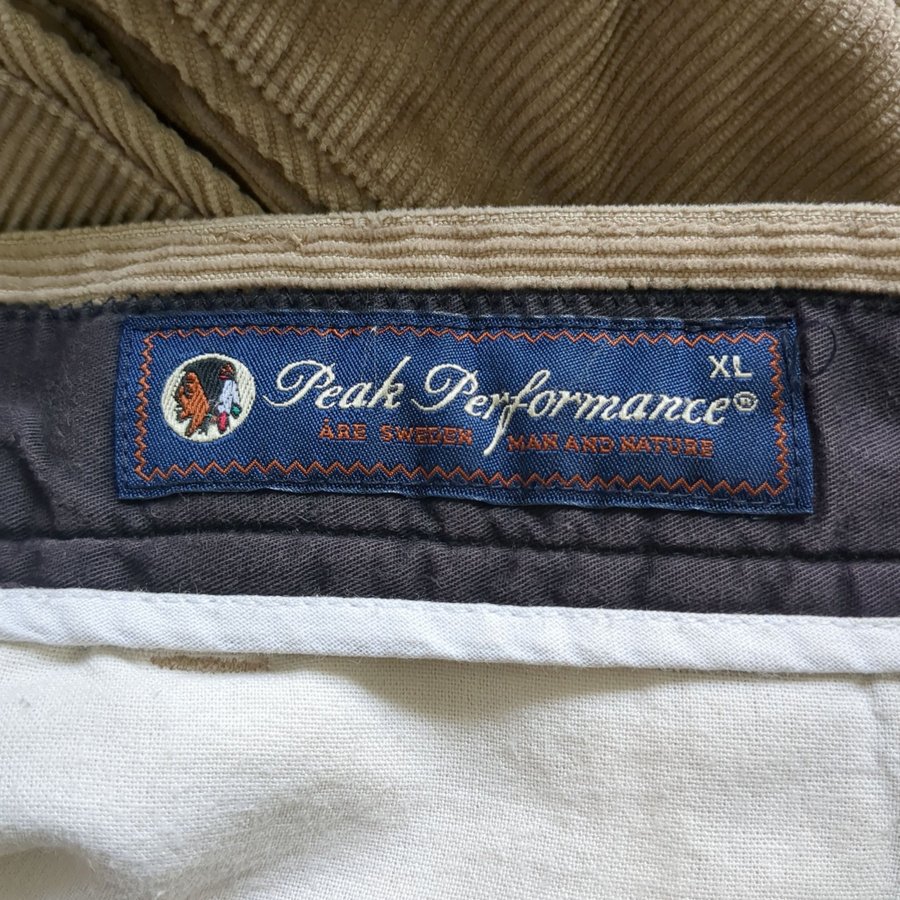 XL
Peak Performance®
ÅRE SWEDEN MAN AND NATURE